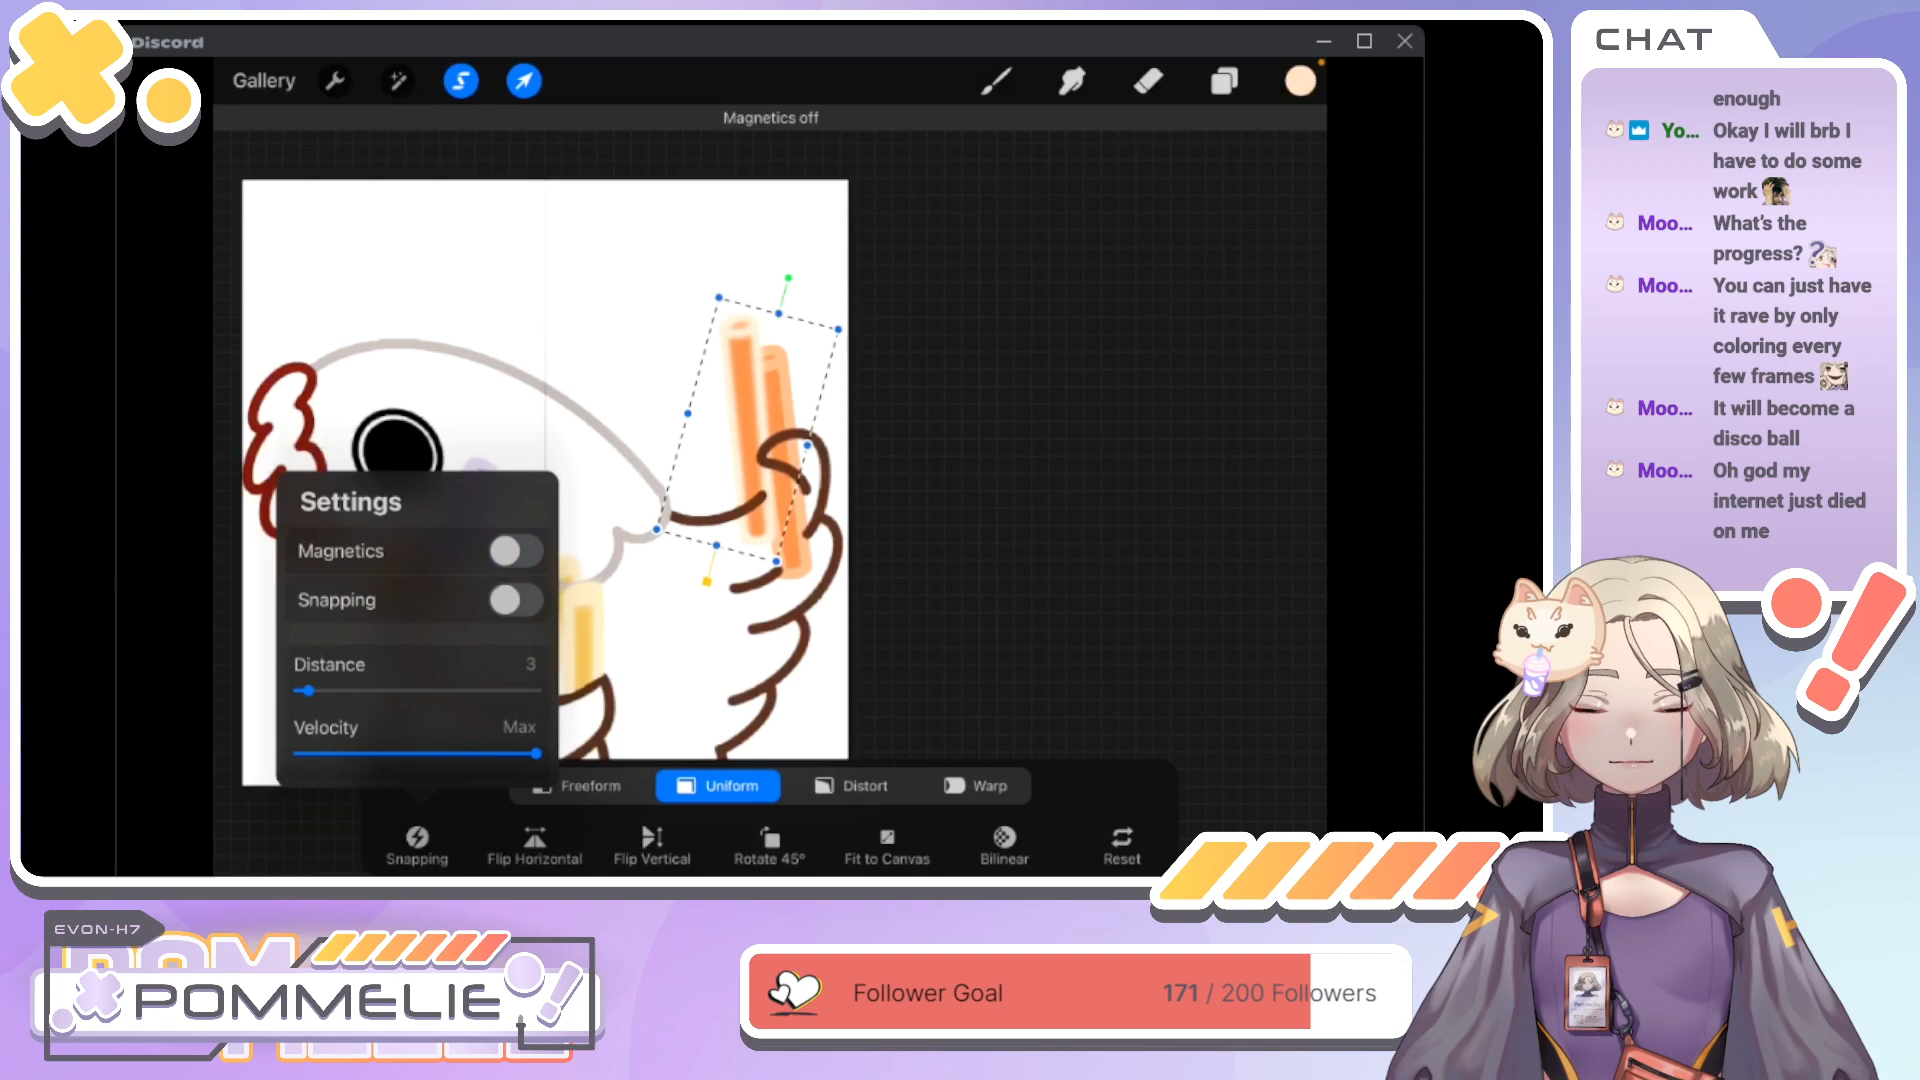 Discord
Gallery
Magnetics off
Settings
Magnetics
Snapping
Distance 3
Velocity Max
Freeform Uniform Distort Warp
Snapping Flip Horizontal Flip Vertical Rotate 45° Fit to Canvas Bilinear Reset
CHAT
enough
Yo... Okay I will brb I
have to do some
work
Moo... What's the
progress?
Moo... You can just have
it rave by only
coloring every
few frames
Moo... It will become a
disco ball
Moo... Oh god my
internet just died
on me
EVON-H7
POMMELIE
Follower Goal 171 / 200 Followers